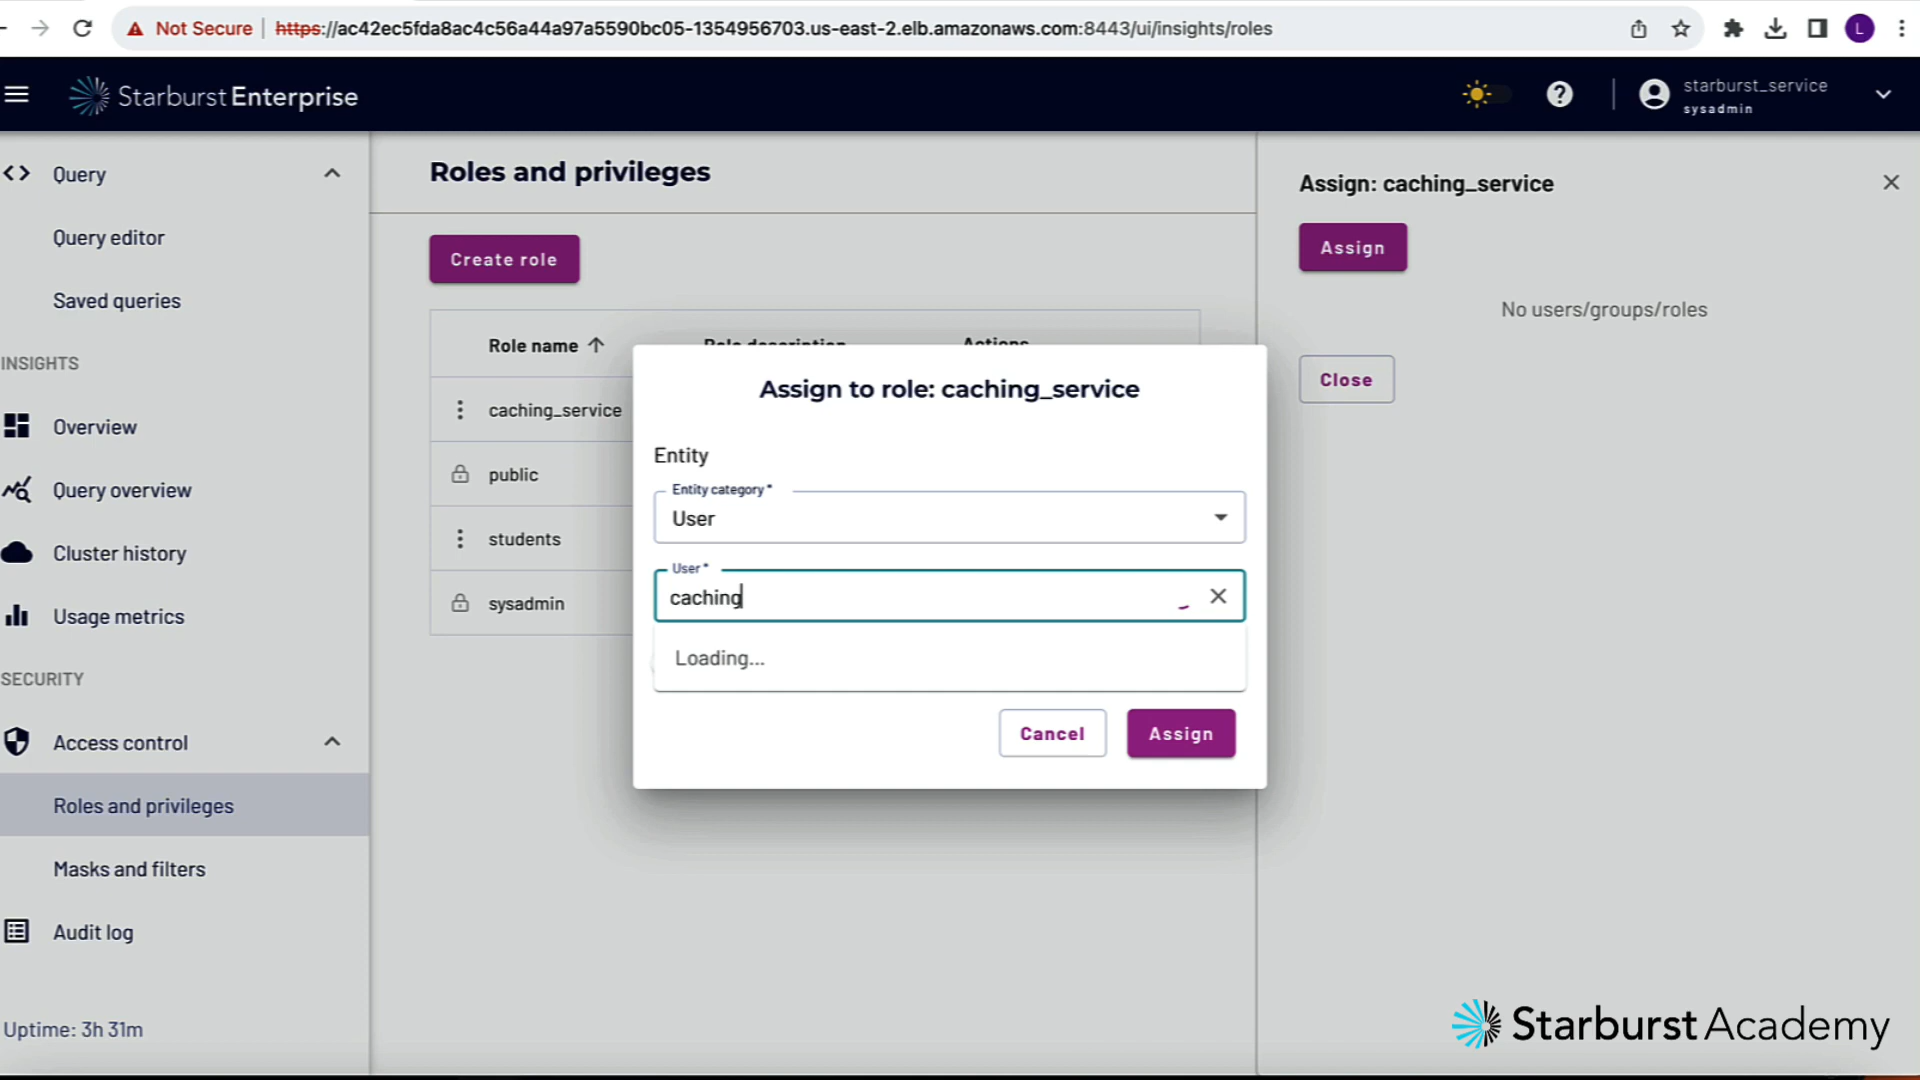 Not Secure
https://ac42ec5fda8ac4c56a44a97a5590bc05-1354956703.us-east-2.elb.amazonaws.com:8443/ui/insights/roles
L
Starburst Enterprise
starburst_service
sysadmin
Query
Query editor
Saved queries
INSIGHTS
Overview
Query overview
Cluster history
Usage metrics
SECURITY
Access control
Roles and privileges
Masks and filters
Audit log
Uptime: 3h 31m
Roles and privileges
Create role
Role name
Role description
Actions
caching_service
public
students
sysadmin
Assign to role: caching_service
Entity
Entity category *
User
User *
caching
Loading...
Cancel
Assign
Assign: caching_service
Assign
No users/groups/roles
Close
Starburst Academy